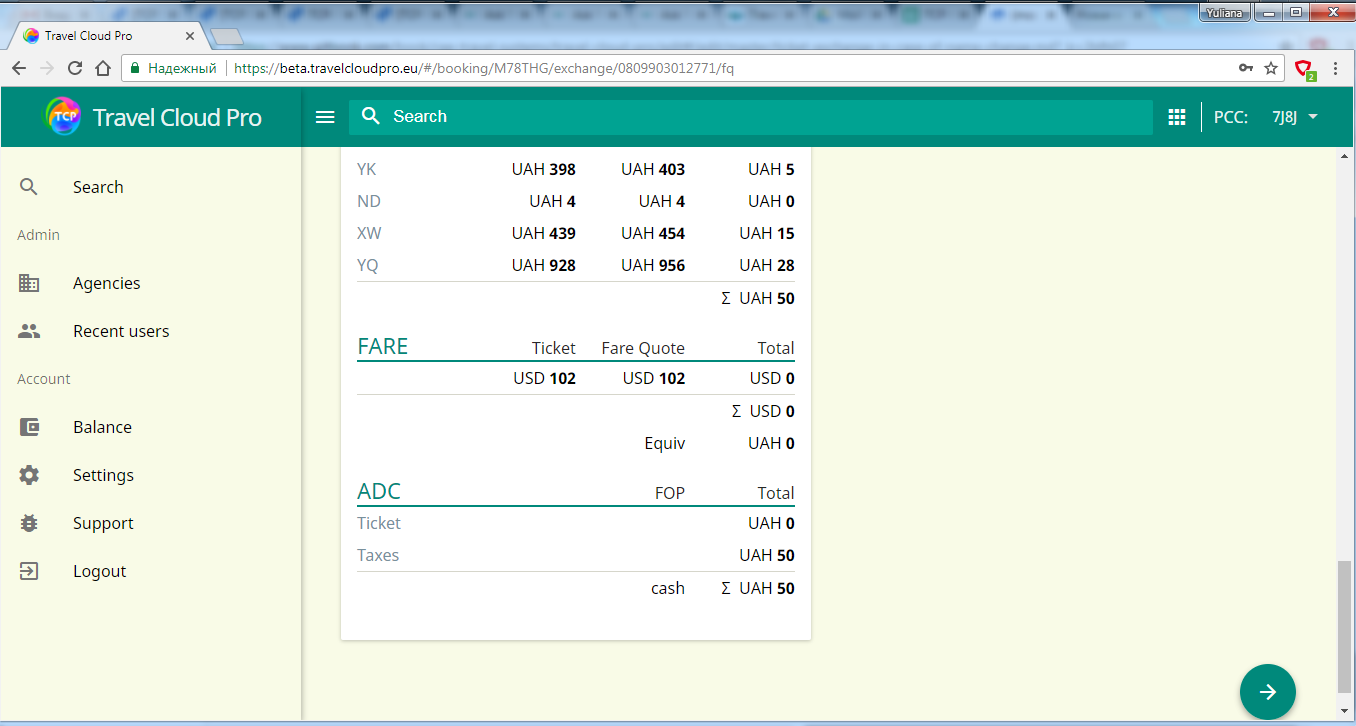 Yuliana
Travel Cloud Pro
Надежный https://beta.travelcloudpro.eu/#/booking/M78THG/exchange/0809903012771/fq
2
TCP Travel Cloud Pro Search PCC: 7J8J
Search
Admin
Agencies
Recent users
Account
Balance
Settings
Support
Logout
YK UAH 398 UAH 403 UAH 5
ND UAH 4 UAH 4 UAH 0
XW UAH 439 UAH 454 UAH 15
YQ UAH 928 UAH 956 UAH 28
Σ UAH 50
FARE Ticket Fare Quote Total
USD 102 USD 102 USD 0
Σ USD 0
Equiv UAH 0
ADC FOP Total
Ticket UAH 0
Taxes UAH 50
cash Σ UAH 50